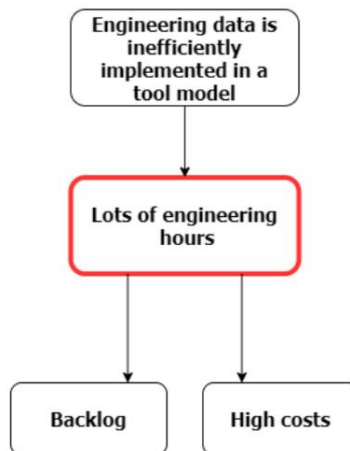 Engineering data is
inefficiently
implemented in a
tool model
Lots of engineering
hours
Backlog
High costs